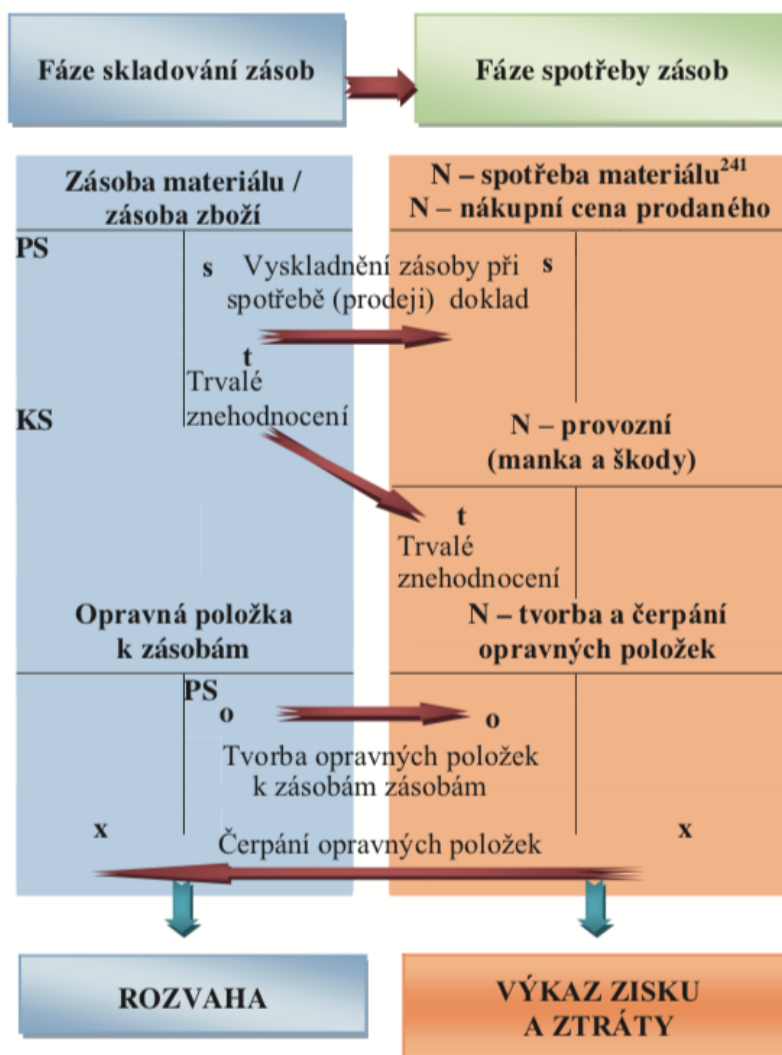 Fáze skladování zásob
Fáze spotřeby zásob
Zásoba materiálu /
zásoba zboží
N – spotřeba materiálu241
N – nákupní cena prodaného
PS
s Vyskladnění zásoby při s
spotřebě (prodeji) doklad
t
Trvalé
znehodnocení
KS
N – provozní
(manka a škody)
t
Trvalé
znehodnocení
Opravná položka
k zásobám
N – tvorba a čerpání
opravných položek
PS
o
o
Tvorba opravných položek
k zásobám zásobám
x
x
Čerpání opravných položek
ROZVAHA
VÝKAZ ZISKU
A ZTRÁTY